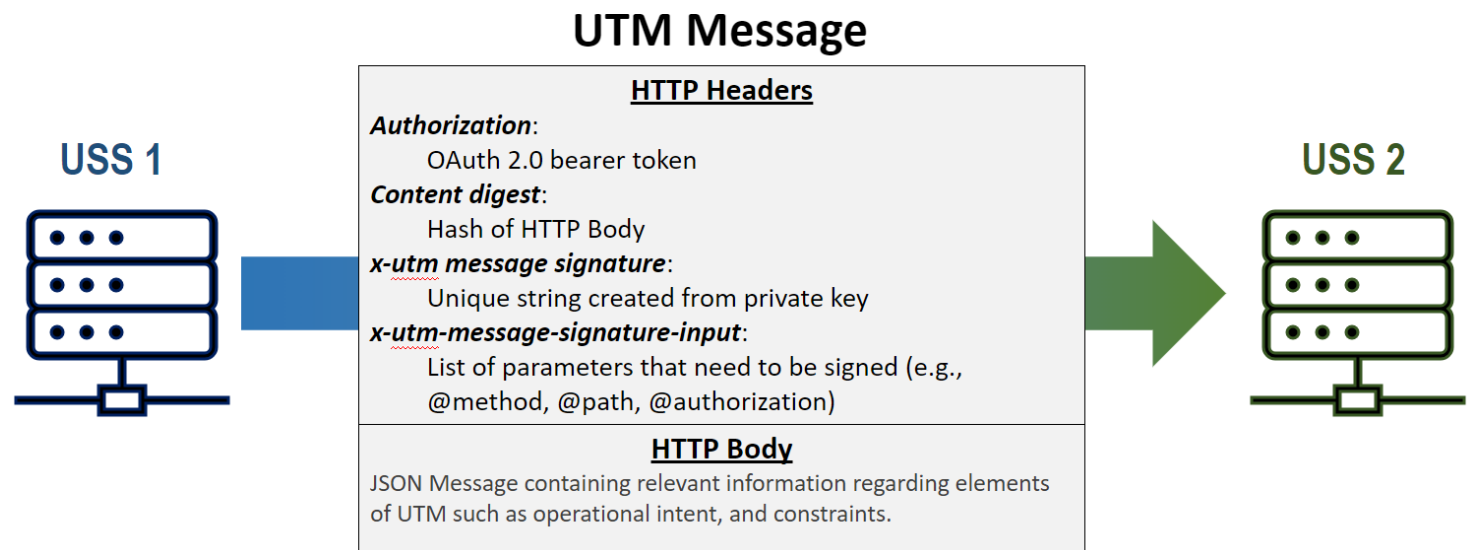 UTM Message
USS 1
HTTP Headers
Authorization:
OAuth 2.0 bearer token
Content digest:
Hash of HTTP Body
x-utm message signature:
Unique string created from private key
x-utm-message-signature-input:
List of parameters that need to be signed (e.g.,
@method, @path, @authorization)
HTTP Body
JSON Message containing relevant information regarding elements
of UTM such as operational intent, and constraints.
USS 2